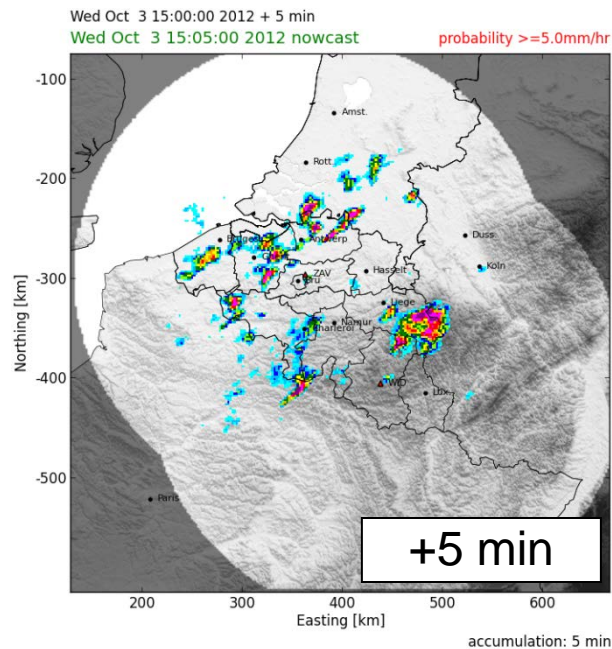 Wed Oct 3 15:00:00 2012 + 5 min
Wed Oct 3 15:05:00 2012 nowcast
probability >=5.0mm/hr
-100
Amst.
Rott.
-200
Duss
Antwerp
Koln
Hasselt
ZAV
Bru
-300
Liege
Namur
Charleroi
Northing [km]
WID
-400
Lux
-500
Paris
+5 min
200
300
400
500
600
Easting [km]
accumulation: 5 min